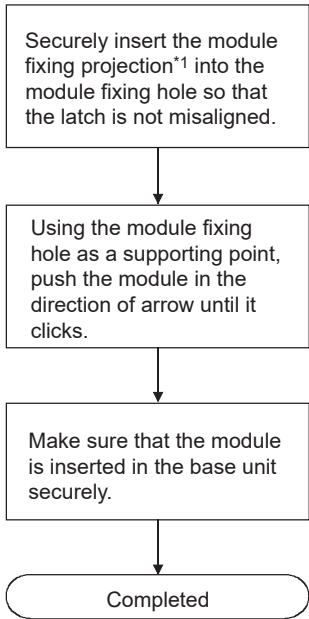 Securely insert the module
fixing projection*1 into the
module fixing hole so that
the latch is not misaligned.
Using the module fixing
hole as a supporting point,
push the module in the
direction of arrow until it
clicks.
Make sure that the module
is inserted in the base unit
securely.
Completed